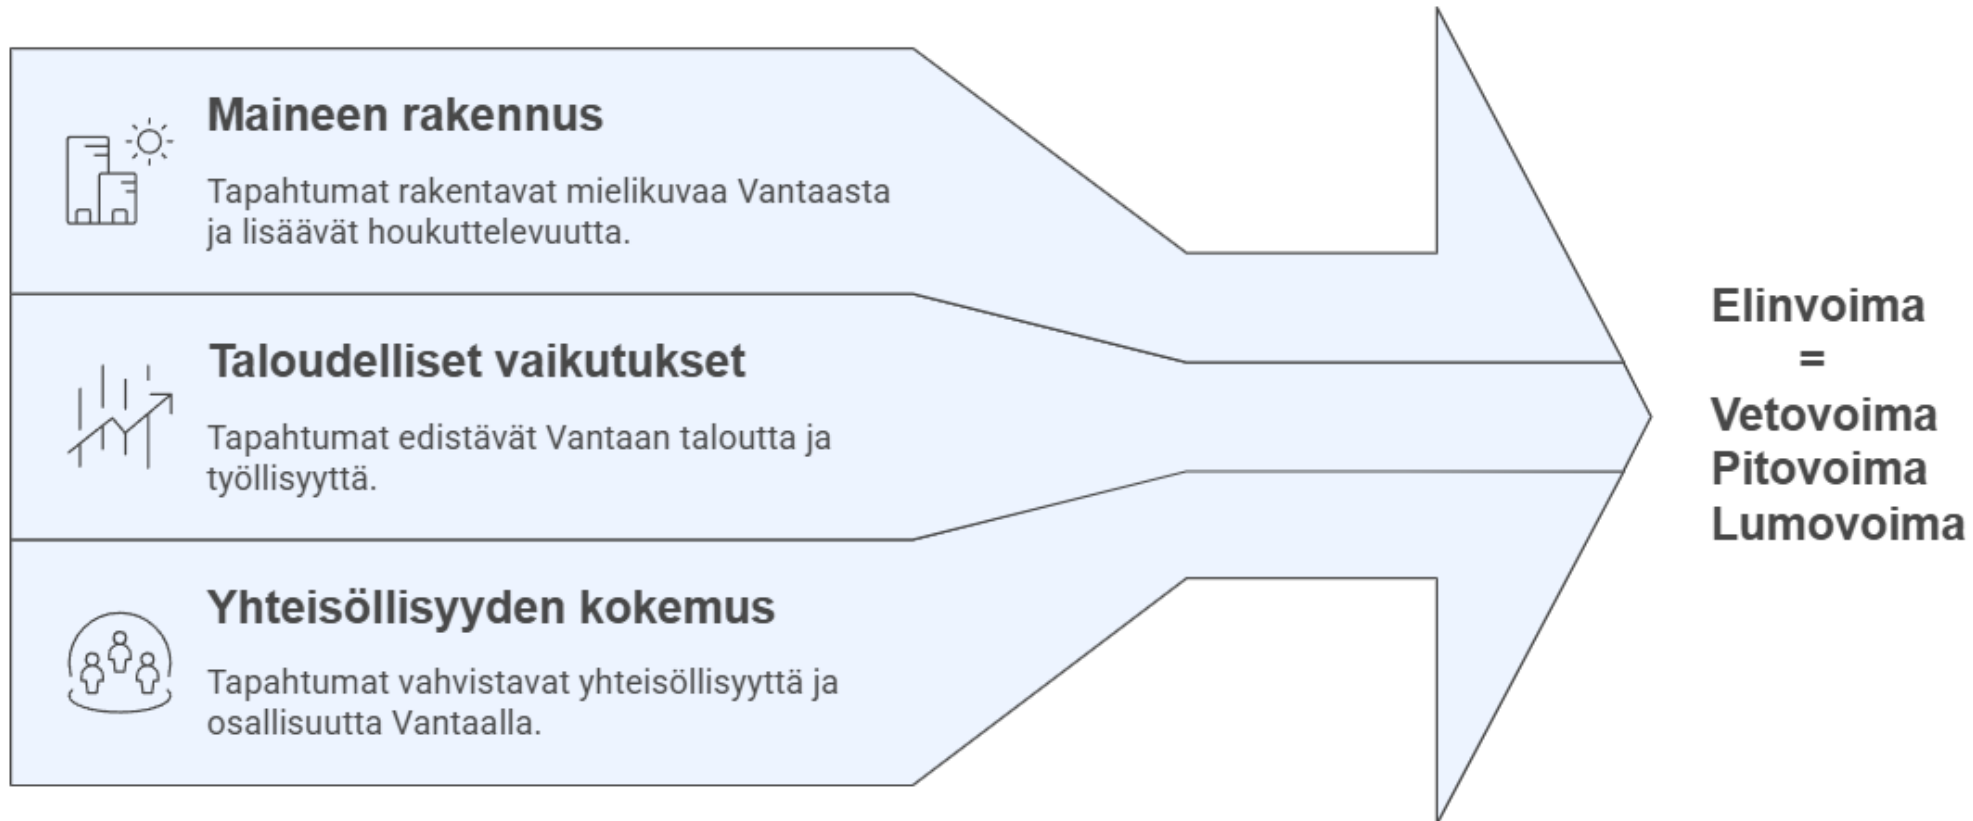 Maineen rakennus
Tapahtumat rakentavat mielikuvaa Vantaasta
ja lisäävät houkuttelevuutta.
Taloudelliset vaikutukset
Tapahtumat edistävät Vantaan taloutta ja
työllisyyttä.
Yhteisöllisyyden kokemus
Tapahtumat vahvistavat yhteisöllisyyttä ja
osallisuutta Vantaalla.
Elinvoima
=
Vetovoima
Pitovoima
Lumovoima